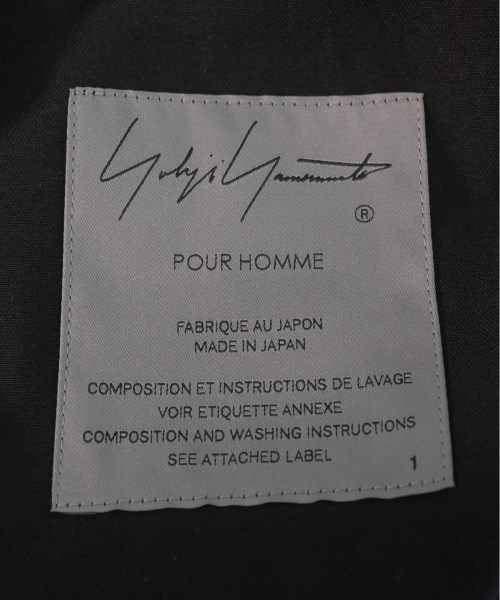 Yohji Yamamoto
®
POUR HOMME
FABRIQUE AU JAPON
MADE IN JAPAN
COMPOSITION ET INSTRUCTIONS DE LAVAGE
VOIR ETIQUETTE ANNEXE
COMPOSITION AND WASHING INSTRUCTIONS
SEE ATTACHED LABEL
1